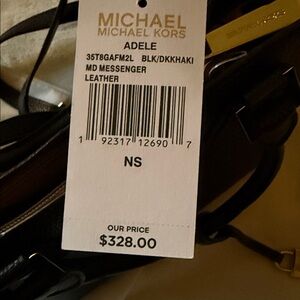 MICHAEL
MICHAEL KORS
ADELE
35T8GAFM2L BLK/DKKHAKI
MD MESSENGER
LEATHER
1 92317 12690 7
NS
OUR PRICE
$328.00